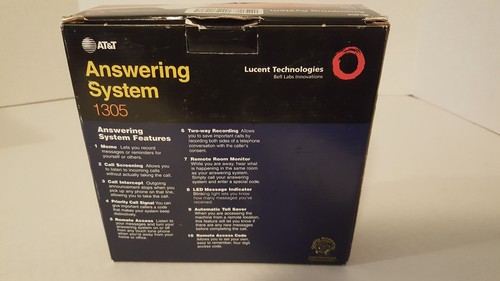 AT&T
Answering
System
1305
Lucent Technologies
Bell Labs Innovations
Answering
System Features
1 Memo Lets you record
messages or reminders for
yourself or others.
2 Call Screening Allows you
to listen to incoming calls
without actually taking the call.
3 Call Intercept Outgoing
announcement stops when you
pick up any phone on that line,
allowing you to take the call.
4 Priority Call Signal You can
give important callers a code
that makes your system beep
distinctively.
5 Remote Access Listen to
your messages and turn your
answering system on or off
from any touch tone phone
when you're away from your
home or office.
6 Two-way Recording Allows
you to save important calls by
recording both sides of a telephone
conversation with the caller's
consent.
7 Remote Room Monitor
While you are away, hear what
is happening in the same room
as your answering system.
Simply call your answering
system and enter a special code.
8 LED Message Indicator
Blinking light lets you know
how many messages you've
received.
9 Automatic Toll Saver
When you are accessing the
machine from a remote location,
this feature will let you know if
there are any new messages
before completing the call.
10 Remote Access Code
Allows you to set your own,
easy to remember, four digit
access code.